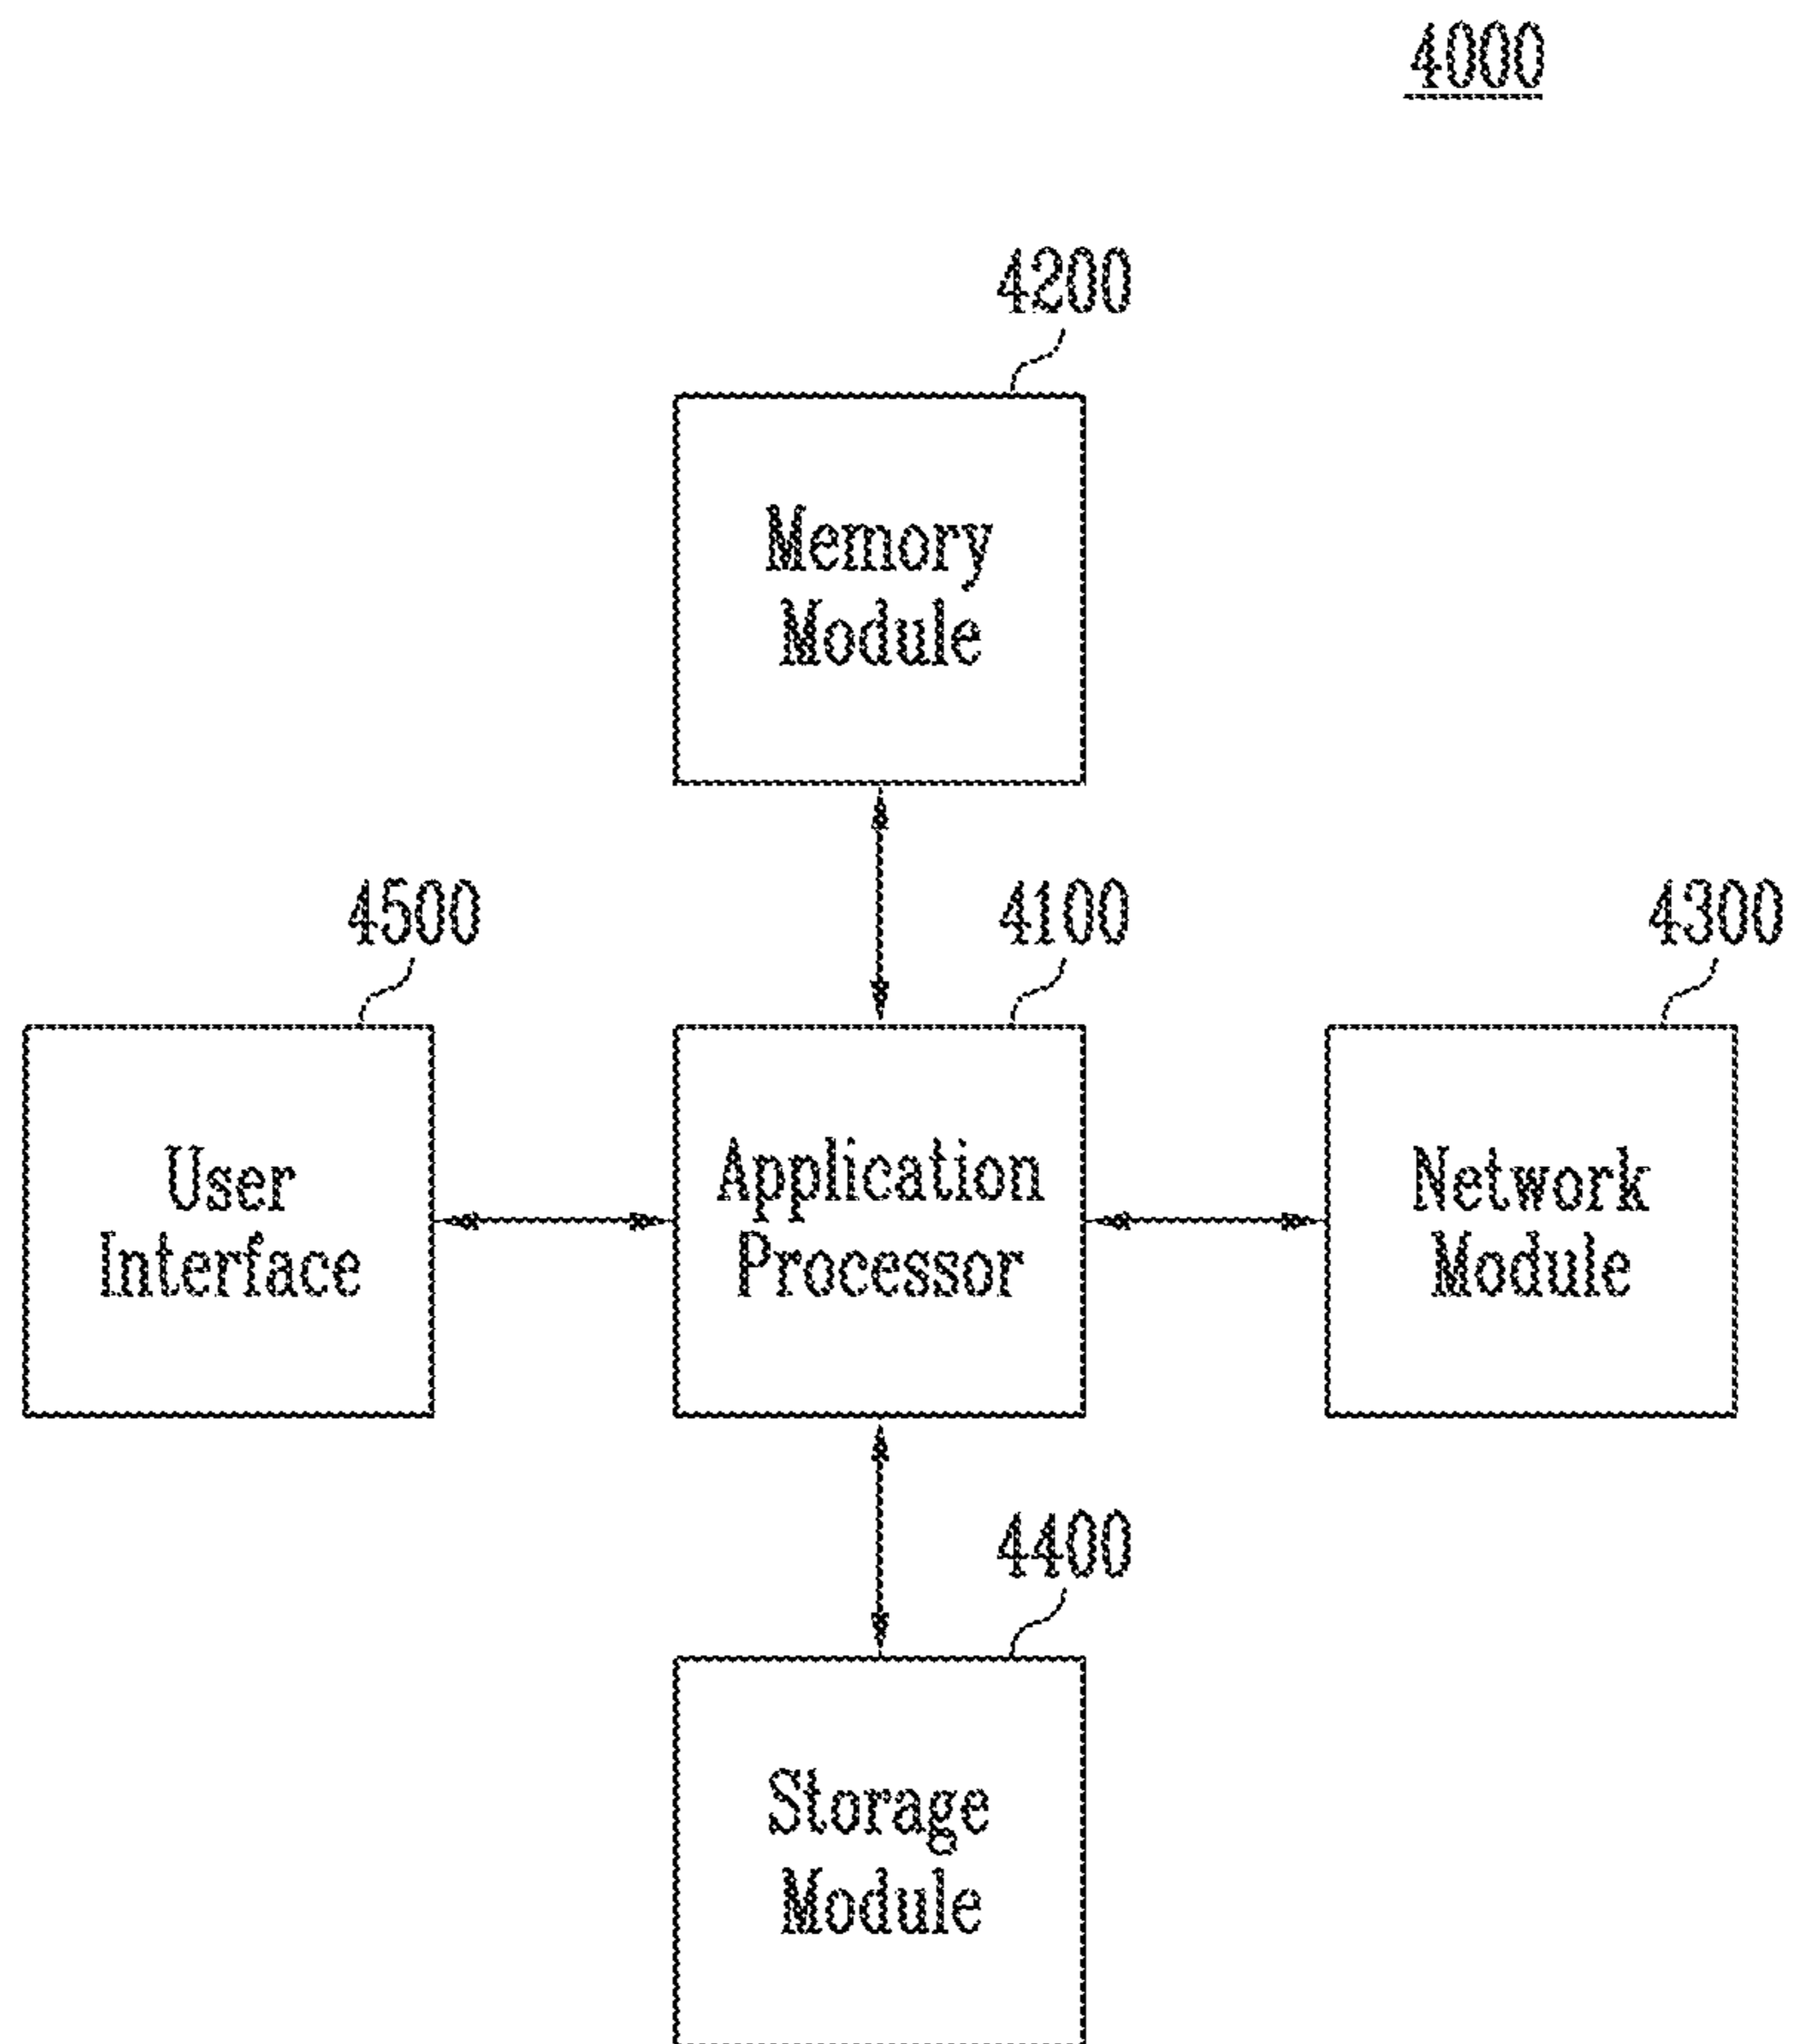 4000
4200
Memory
Module
4500
4100
4300
User
Interface
Application
Processor
Network
Module
4400
Storage
Module